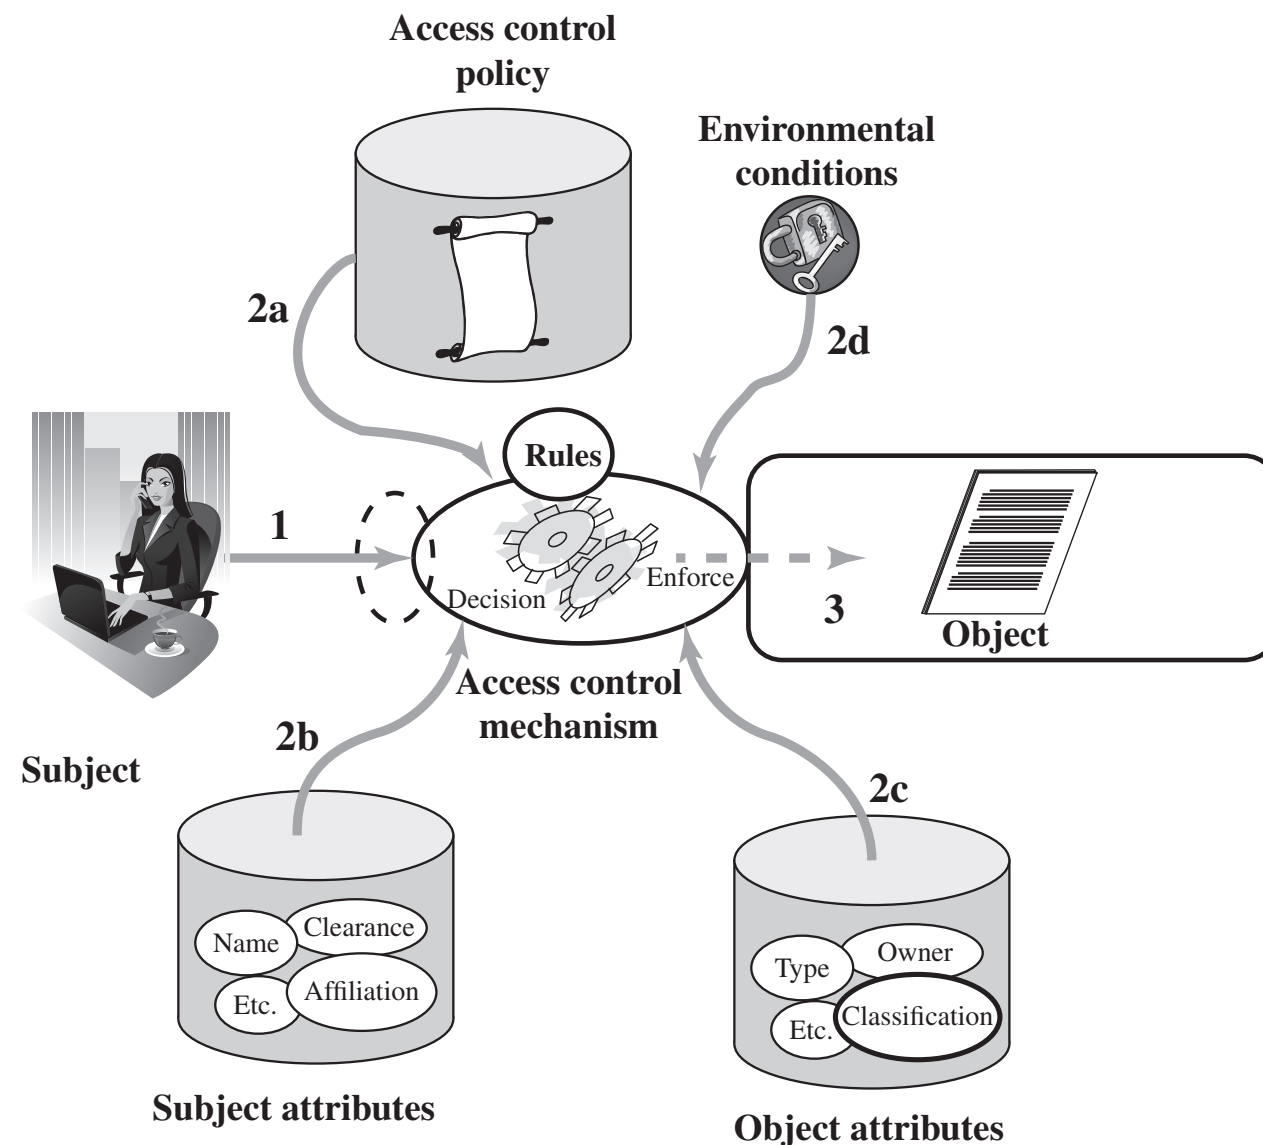 Access control
policy
Environmental
conditions
2a
2d
Rules
1
Decision
Enforce
3
Object
Access control
mechanism
2b
Subject
2c
Name
Clearance
Etc.
Affiliation
Type
Owner
Etc.
Classification
Subject attributes
Object attributes